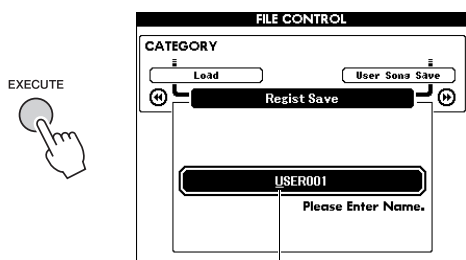 FILE CONTROL
CATEGORY
Load
User Song Save
EXECUTE
Regist Save
USER001
Please Enter Name.